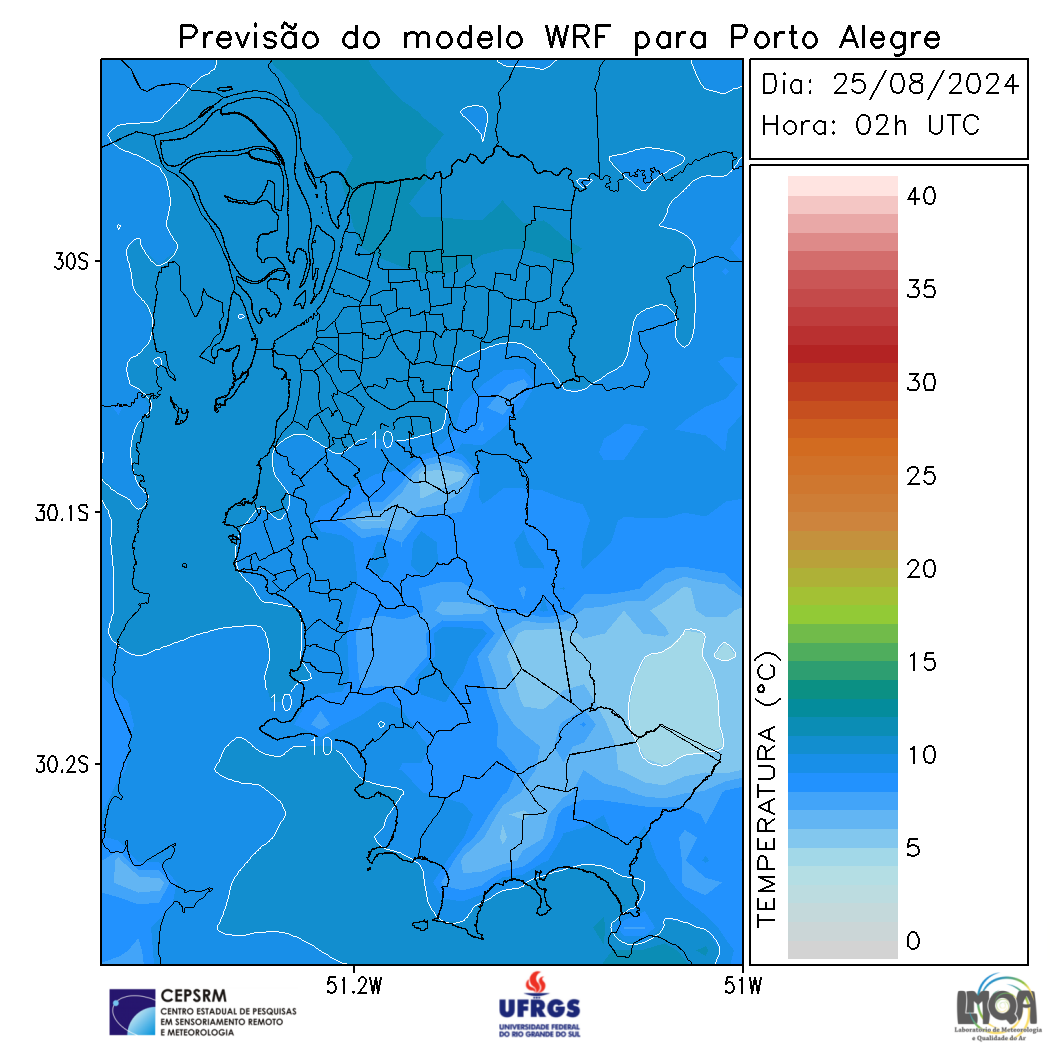 Previsão do modelo WRF para Porto Alegre
Dia: 25/08/2024
Hora: 02h UTC
40
35
30
25
20
15
10
5
0
TEMPERATURA (°C)
30S
30.1S
30.2S
51.2W
51W
10
10
10
CEPSRM
CENTRO ESTADUAL DE PESQUISAS
EM SENSORIAMENTO REMOTO
E METEOROLOGIA
UFRGS
UNIVERSIDADE FEDERAL
DO RIO GRANDE DO SUL
LMQA
Laboratório de Meteorologia
e Qualidade do Ar